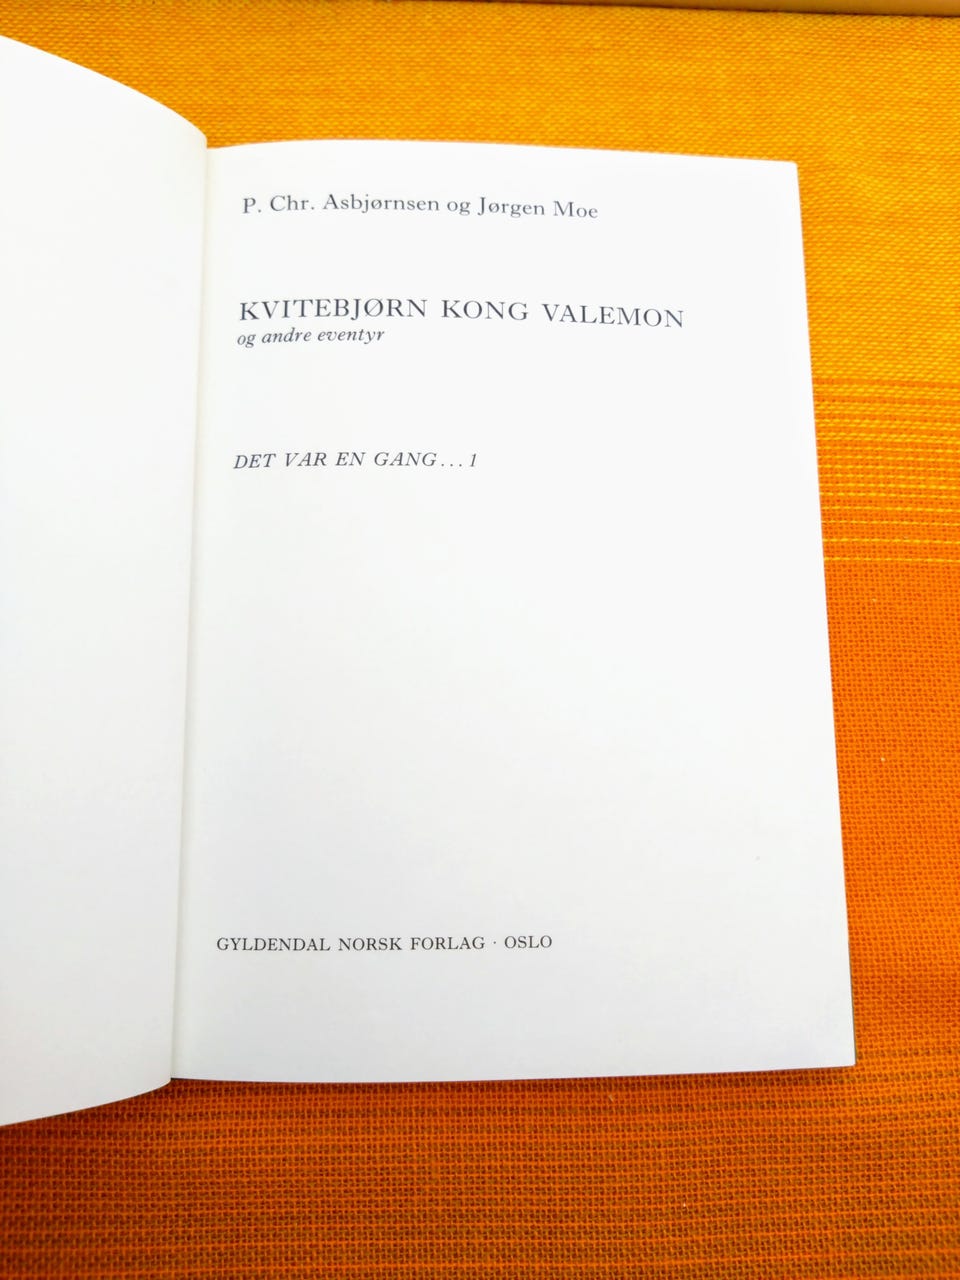 P. Chr. Asbjørnsen og Jørgen Moe
KVITEBJØRN KONG VALEMON
og andre eventyr
DET VAR EN GANG... 1
GYLDENDAL NORSK FORLAG · OSLO